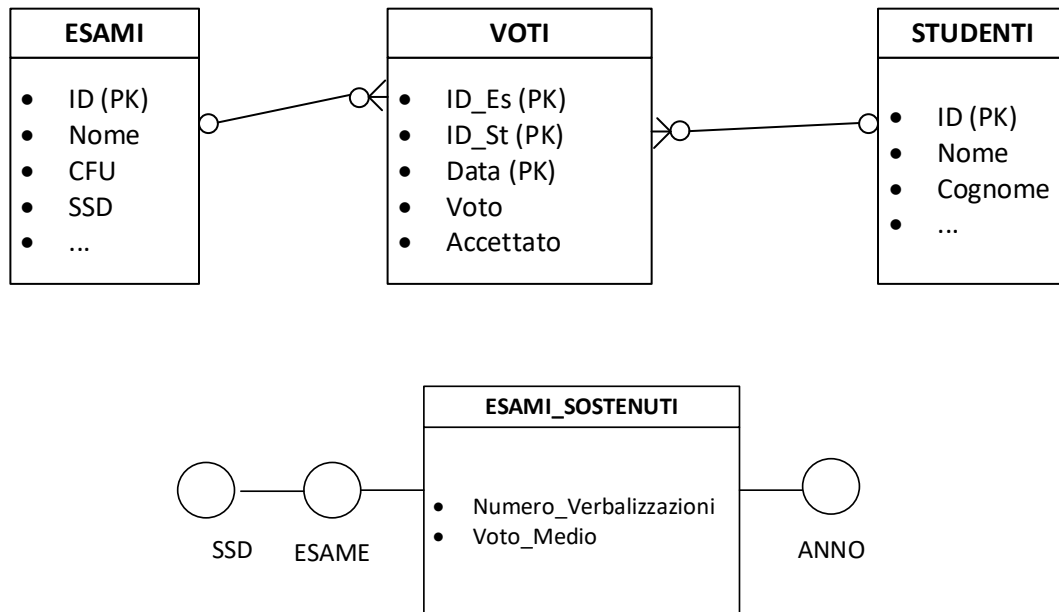 ESAMI
• ID (PK)
• Nome
• CFU
• SSD
• ...
VOTI
• ID_Es (PK)
• ID_St (PK)
• Data (PK)
• Voto
• Accettato
STUDENTI
• ID (PK)
• Nome
• Cognome
• ...
ESAMI_SOSTENUTI
• Numero_Verbalizzazioni
• Voto_Medio
SSD
ESAME
ANNO